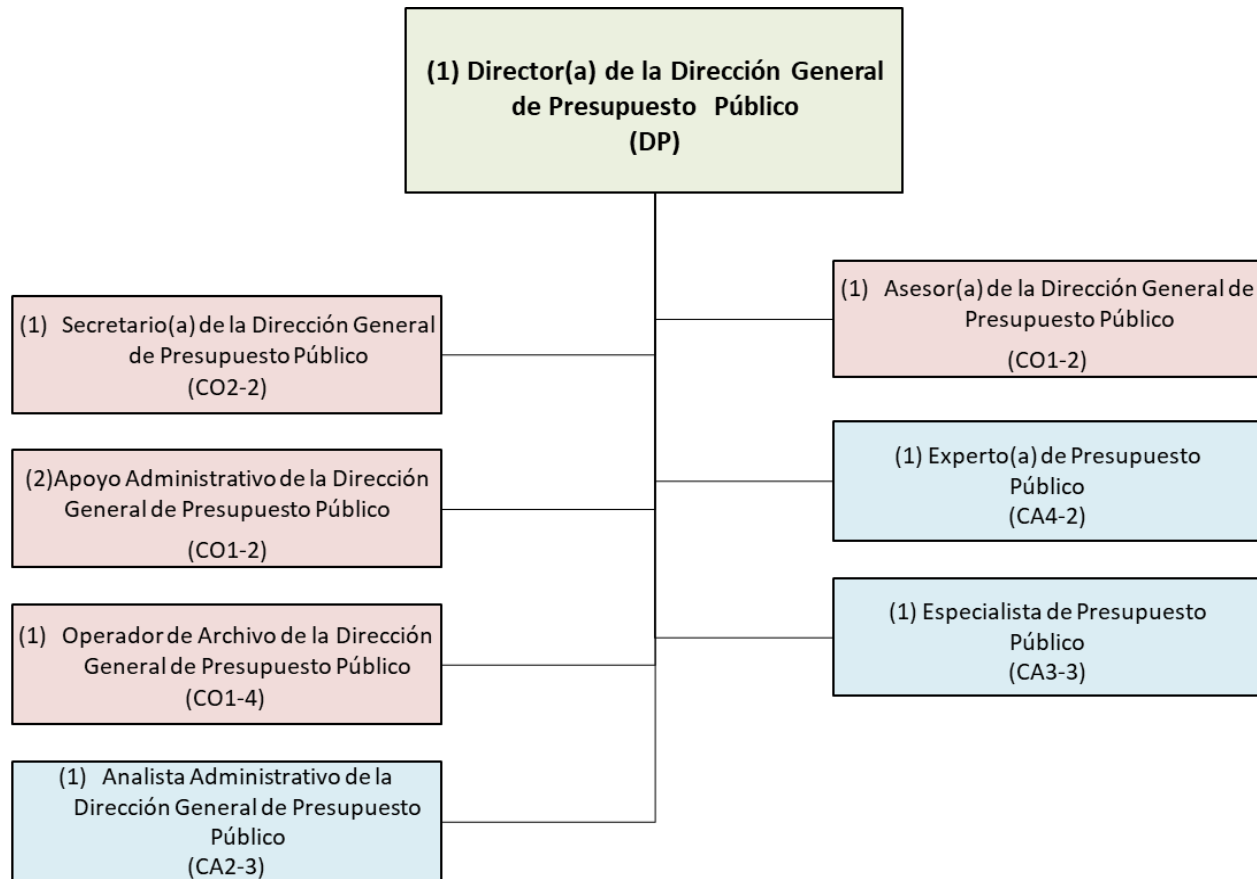 (1) Director(a) de la Dirección General
de Presupuesto Público
(DP)
(1) Secretario(a) de la Dirección General
de Presupuesto Público
(CO2-2)
(2)Apoyo Administrativo de la Dirección
General de Presupuesto Público
(CO1-2)
(1) Operador de Archivo de la Dirección
General de Presupuesto Público
(CO1-4)
(1) Analista Administrativo de la
Dirección General de Presupuesto
Público
(CA2-3)
(1) Asesor(a) de la Dirección General de
Presupuesto Público
(CO1-2)
(1) Experto(a) de Presupuesto
Público
(CA4-2)
(1) Especialista de Presupuesto
Público
(CA3-3)